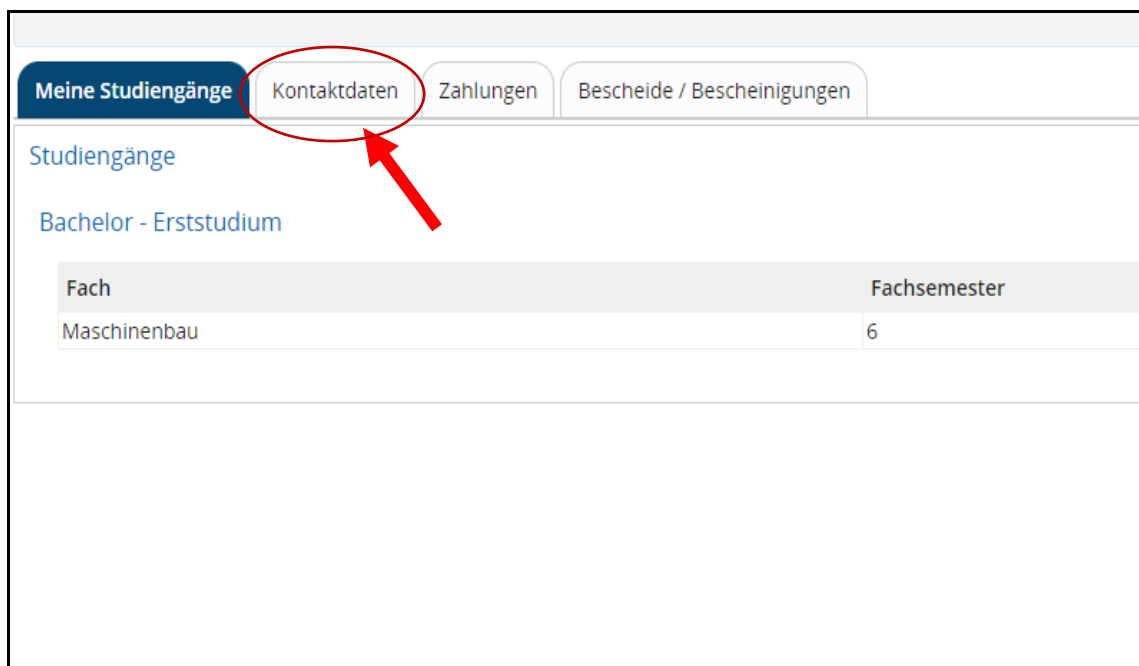 Meine Studiengänge Kontaktdaten Zahlungen Bescheide / Bescheinigungen
Studiengänge
Bachelor - Erststudium
Fach Fachsemester
Maschinenbau 6